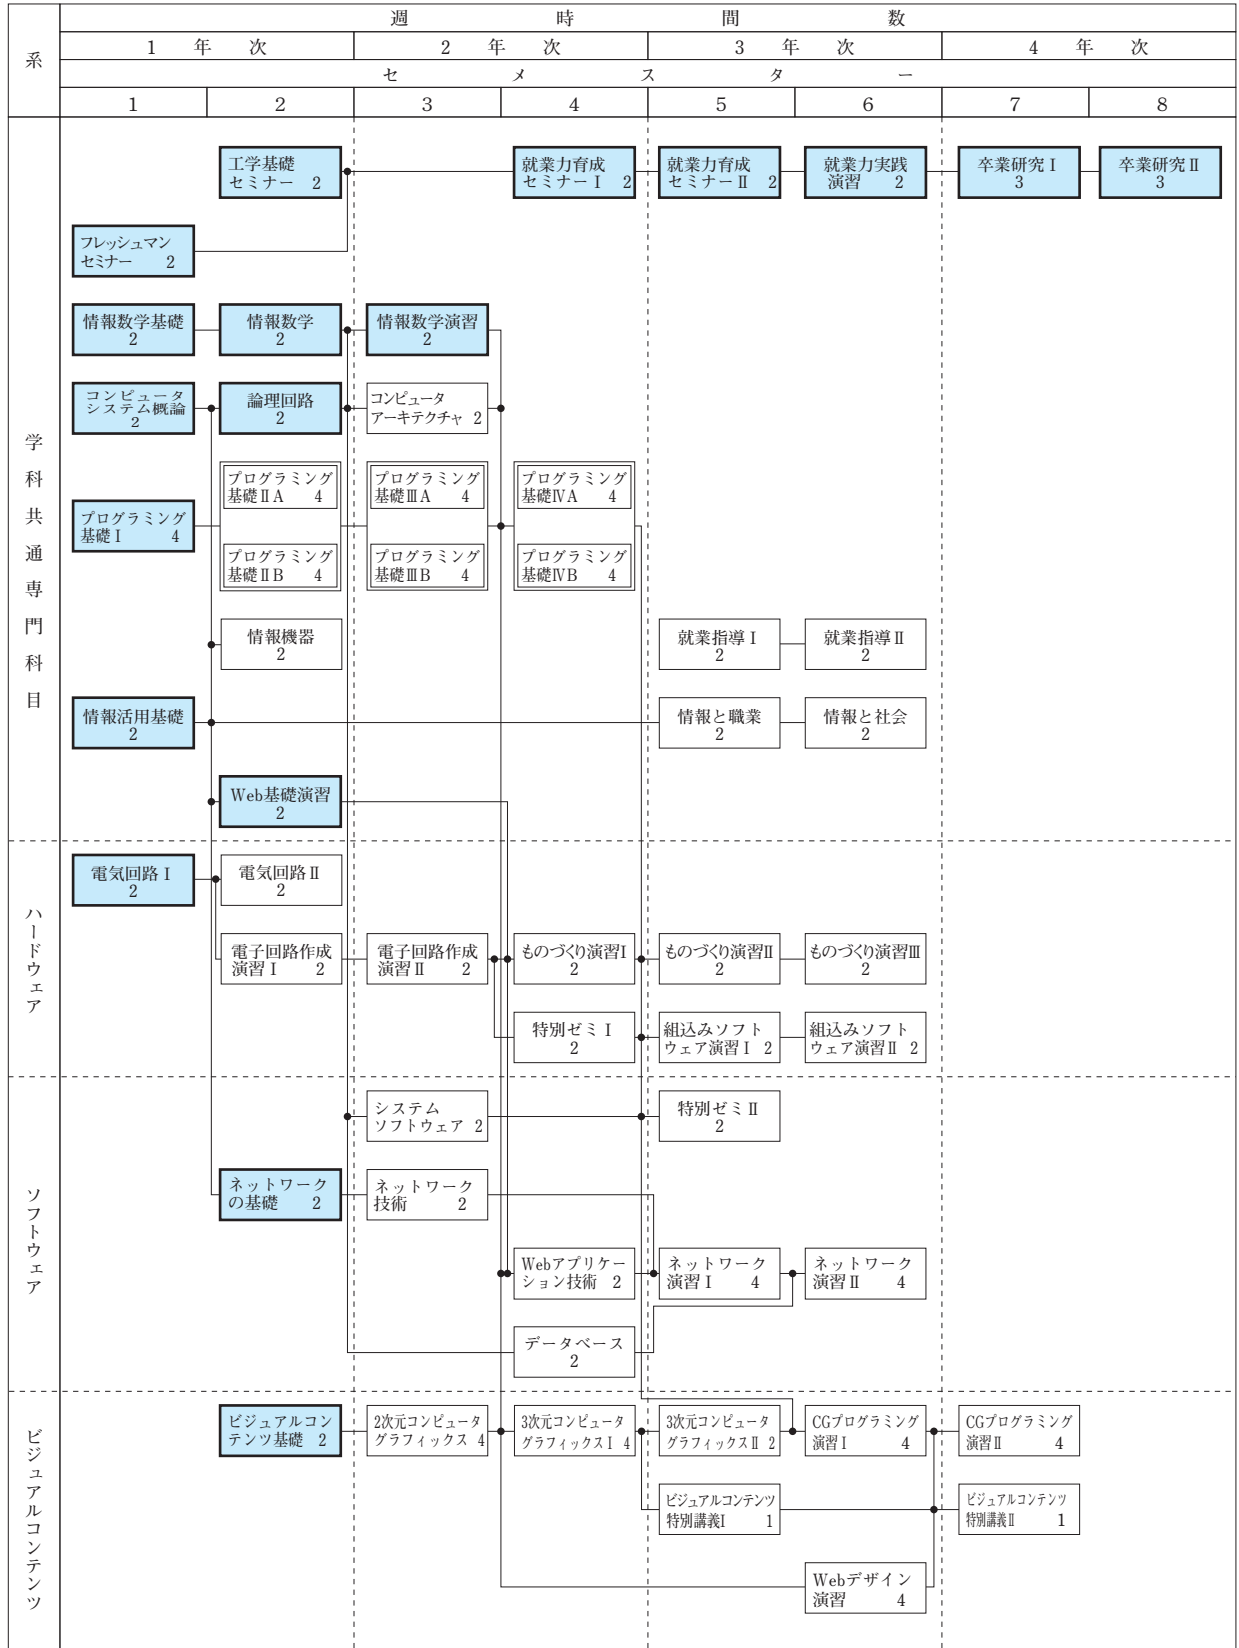 系
週 時 間 数
1 年 次
2 年 次
3 年 次
4 年 次
セ メ ス タ ー
1 2 3 4 5 6 7 8
学科共通専門科目
工学基礎
セミナー 2
就業力育成
セミナーⅠ 2
就業力育成
セミナーⅡ 2
就業力実践
演習 2
卒業研究Ⅰ
3
卒業研究Ⅱ
3
フレッシュマン
セミナー 2
情報数学基礎
2
情報数学
2
情報数学演習
2
コンピュータ
システム概論
2
論理回路
2
コンピュータ
アーキテクチャ 2
プログラミング
基礎Ⅰ 4
プログラミング
基礎ⅡA 4
プログラミング
基礎ⅢA 4
プログラミング
基礎ⅣA 4
プログラミング
基礎ⅡB 4
プログラミング
基礎ⅢB 4
プログラミング
基礎ⅣB 4
情報機器
2
就業指導Ⅰ
2
就業指導Ⅱ
2
情報活用基礎
2
情報と職業
2
情報と社会
2
Web基礎演習
2
ハードウェア
電気回路Ⅰ
2
電気回路Ⅱ
2
電子回路作成
演習Ⅰ 2
電子回路作成
演習Ⅱ 2
ものづくり演習Ⅰ
2
ものづくり演習Ⅱ
2
ものづくり演習Ⅲ
2
特別ゼミⅠ
2
組込みソフト
ウェア演習Ⅰ 2
組込みソフト
ウェア演習Ⅱ 2
ソフトウェア
システム
ソフトウェア 2
特別ゼミⅡ
2
ネットワーク
の基礎 2
ネットワーク
技術 2
Webアプリケー
ション技術 2
ネットワーク
演習Ⅰ 4
ネットワーク
演習Ⅱ 4
データベース
2
ビジュアルコンテンツ
ビジュアルコン
テンツ基礎 2
2次元コンピュータ
グラフィックス 4
3次元コンピュータ
グラフィックスⅠ 4
3次元コンピュータ
グラフィックスⅡ 2
CGプログラミング
演習Ⅰ 4
CGプログラミング
演習Ⅱ 4
ビジュアルコンテンツ
特別講義Ⅰ 1
ビジュアルコンテンツ
特別講義Ⅱ 1
Webデザイン
演習 4